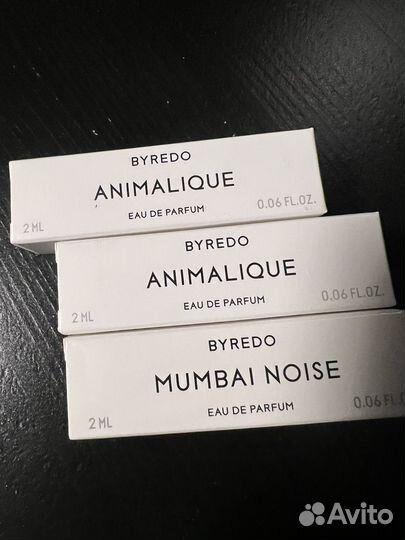 BYREDO
ANIMALIQUE
EAU DE PARFUM
2 ML
0.06 FL.OZ.
BYREDO
ANIMALIQUE
EAU DE PARFUM
2 ML
0.06 FL.OZ.
BYREDO
MUMBAI NOISE
EAU DE PARFUM
2 ML
0.06 FL.O
Avito